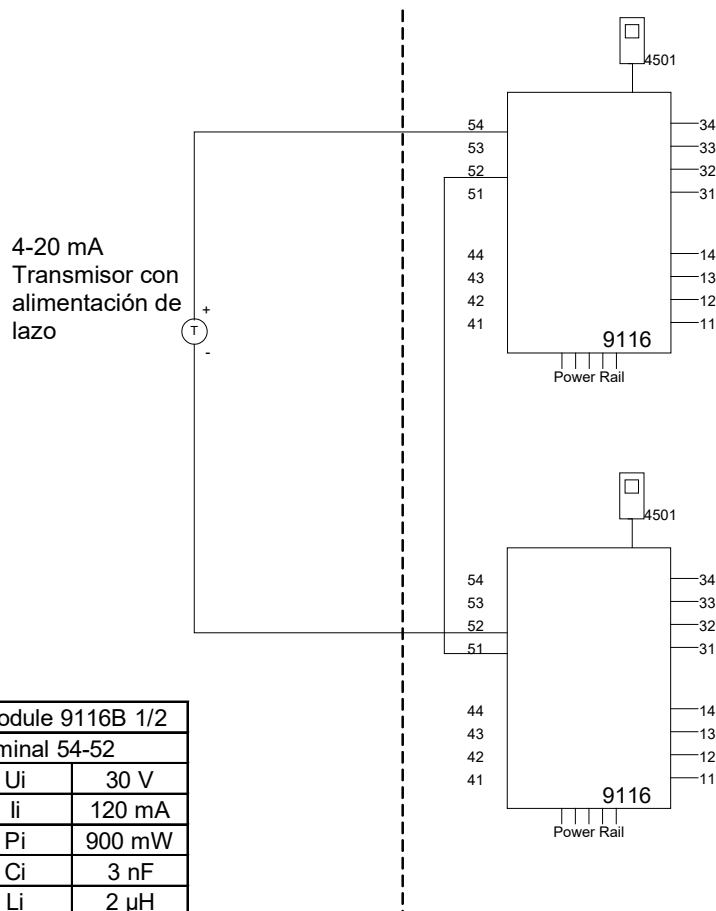 4501
54
53
52
51
44
43
42
41
34
33
32
31
14
13
12
11
9116
Power Rail
4-20 mA
Transmisor con
alimentación de
lazo
+
T
-
4501
54
53
52
51
44
43
42
41
34
33
32
31
14
13
12
11
9116
Power Rail
odule 9116B 1/2
minal 54-52
Ui 30 V
Ii 120 mA
Pi 900 mW
Ci 3 nF
Li 2 µH